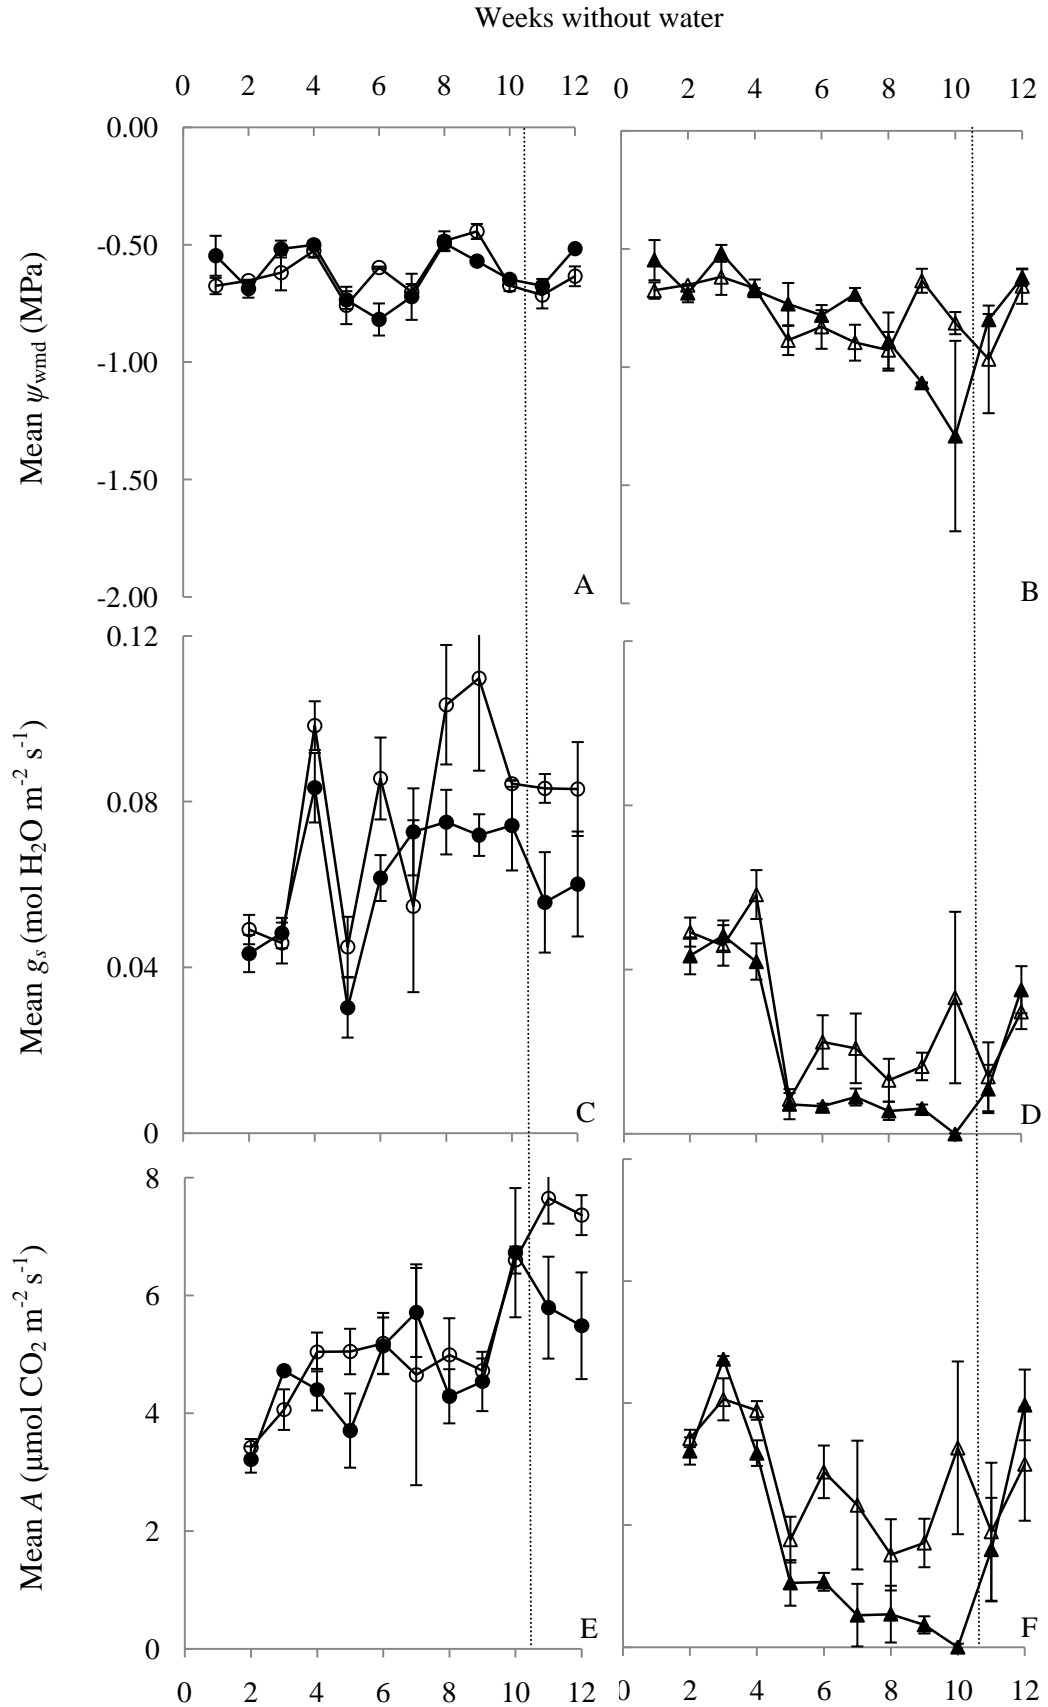 Weeks without water
0 2 4 6 8 10 12 0 2 4 6 8 10 12
0.00
-0.50
-1.00
-1.50
-2.00
Mean ψwmd (MPa)
A B
0.12
0.08
0.04
0
Mean gs (mol H2O m-2 s-1)
C D
8
6
4
2
0
Mean A (μmol CO2 m-2 s-1)
E F
0 2 4 6 8 10 12 0 2 4 6 8 10 12